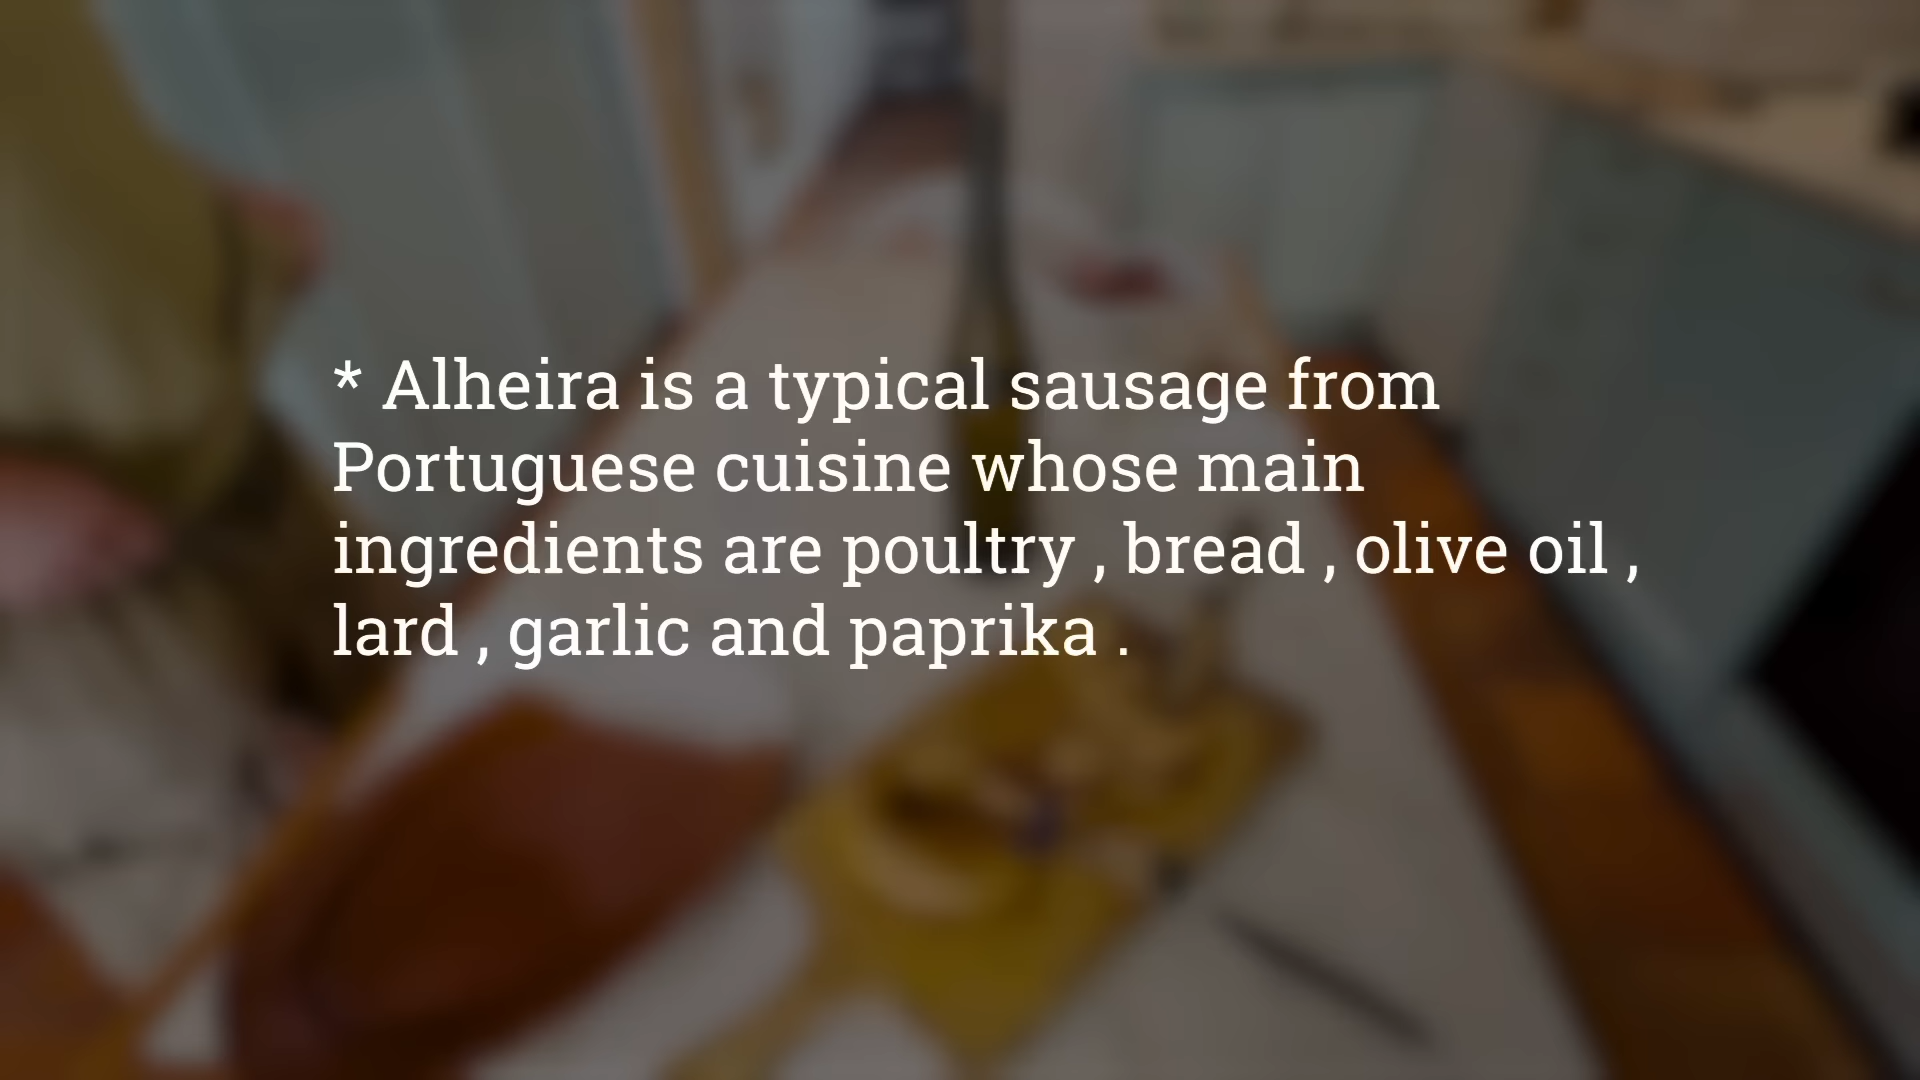 * Alheira is a typical sausage from
Portuguese cuisine whose main
ingredients are poultry , bread , olive oil ,
lard , garlic and paprika .